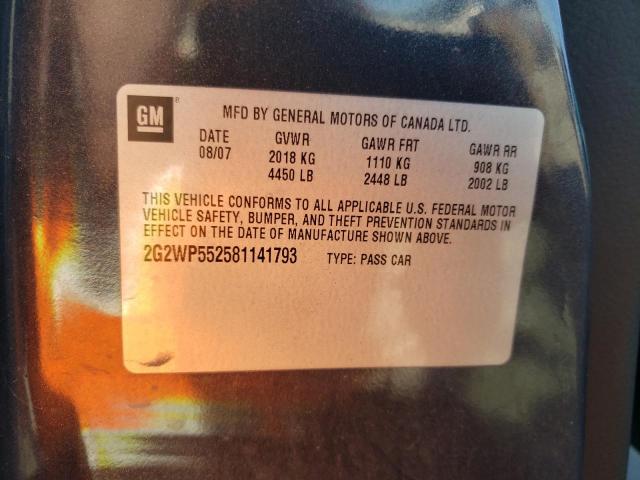 GM®
MFD BY GENERAL MOTORS OF CANADA LTD.
DATE GVWR GAWR FRT GAWR RR
08/07 2018 KG 1110 KG 908 KG
4450 LB 2448 LB 2002 LB
THIS VEHICLE CONFORMS TO ALL APPLICABLE U.S. FEDERAL MOTOR
VEHICLE SAFETY, BUMPER, AND THEFT PREVENTION STANDARDS IN
EFFECT ON THE DATE OF MANUFACTURE SHOWN ABOVE.
2G2WP552581141793 TYPE: PASS CAR